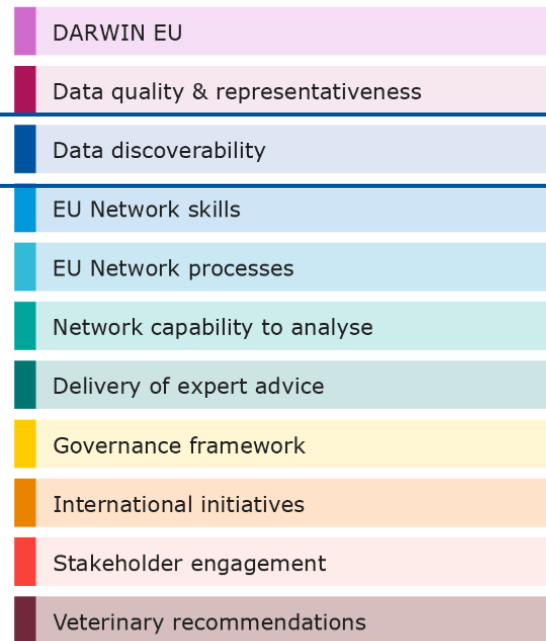 DARWIN EU
Data quality & representativeness
Data discoverability
EU Network skills
EU Network processes
Network capability to analyse
Delivery of expert advice
Governance framework
International initiatives
Stakeholder engagement
Veterinary recommendations